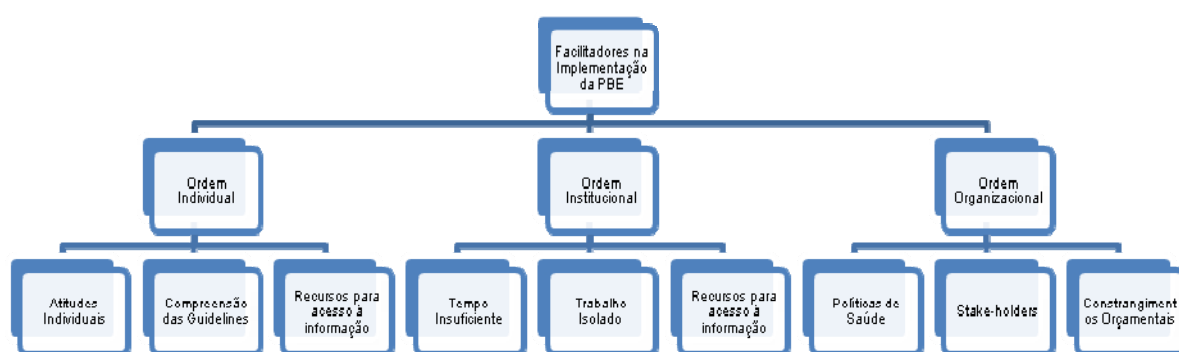 Facilitadores na
Implementação
da PBE
Ordem
Individual
Ordem
Institucional
Ordem
Organizacional
Atitudes
Individuais
Compreensão
das Guidelines
Recursos para
acesso à
informação
Tempo
Insuficiente
Trabalho
Isolado
Recursos para
acesso à
informação
Políticas de
Saúde
Stake-holders
Constrangiment
os Orçamentais